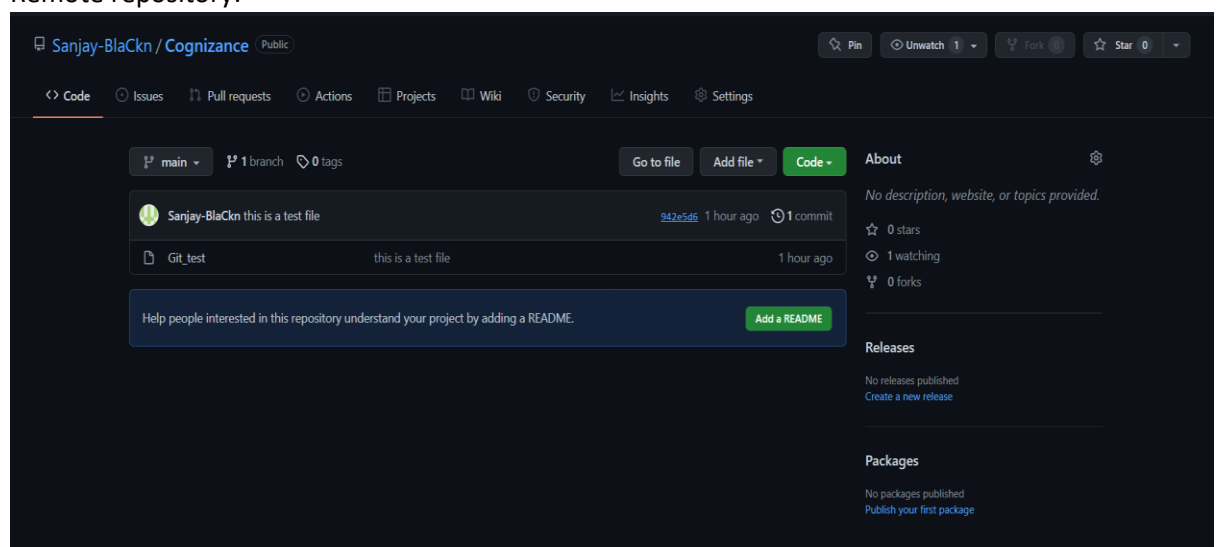 Remote repository:
Sanjay-BlaCkn / Cognizance Public
Pin Unwatch 1 Fork 0 Star 0
Code Issues Pull requests Actions Projects Wiki Security Insights Settings
main 1 branch 0 tags Go to file Add file Code
Sanjay-BlaCkn this is a test file 942e5d6 1 hour ago 1 commit
Git_test this is a test file 1 hour ago
Help people interested in this repository understand your project by adding a README. Add a README
About
No description, website, or topics provided.
0 stars
1 watching
0 forks
Releases
No releases published
Create a new release
Packages
No packages published
Publish your first package